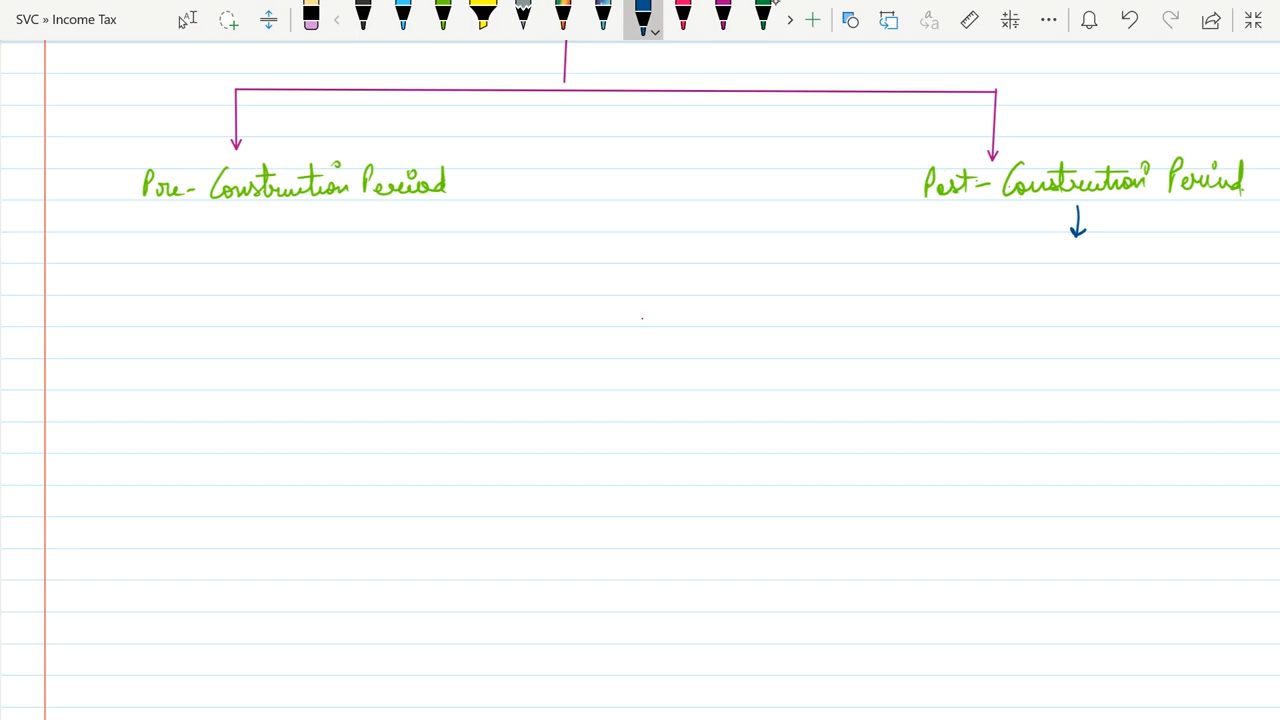 SVC » Income Tax
Pre- Construction Period
Post- Construction Period